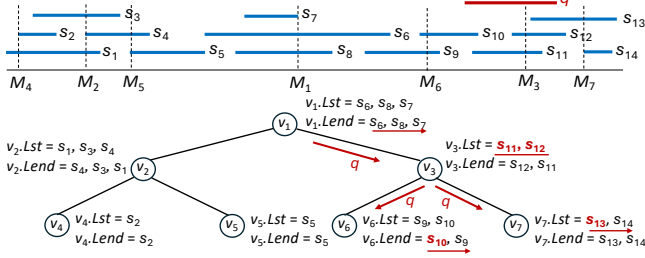 q
s3 s7 s13
s2 s4 s6 s10 s12
s1 s5 s8 s9 s11 s14
M4 M2 M5 M1 M6 M3 M7
v1.Lst = s6, s8, s7
v1.Lend = s6, s8, s7
v1
q
v2.Lst = s1, s3, s4
v2.Lend = s4, s3, s1
v2
v3.Lst = s11, s12
v3.Lend = s12, s11
v3
q q
v4
v4.Lst = s2
v4.Lend = s2
v5
v5.Lst = s5
v5.Lend = s5
v6
v6.Lst = s9, s10
v6.Lend = s10, s9
v7
v7.Lst = s13, s14
v7.Lend = s13, s14